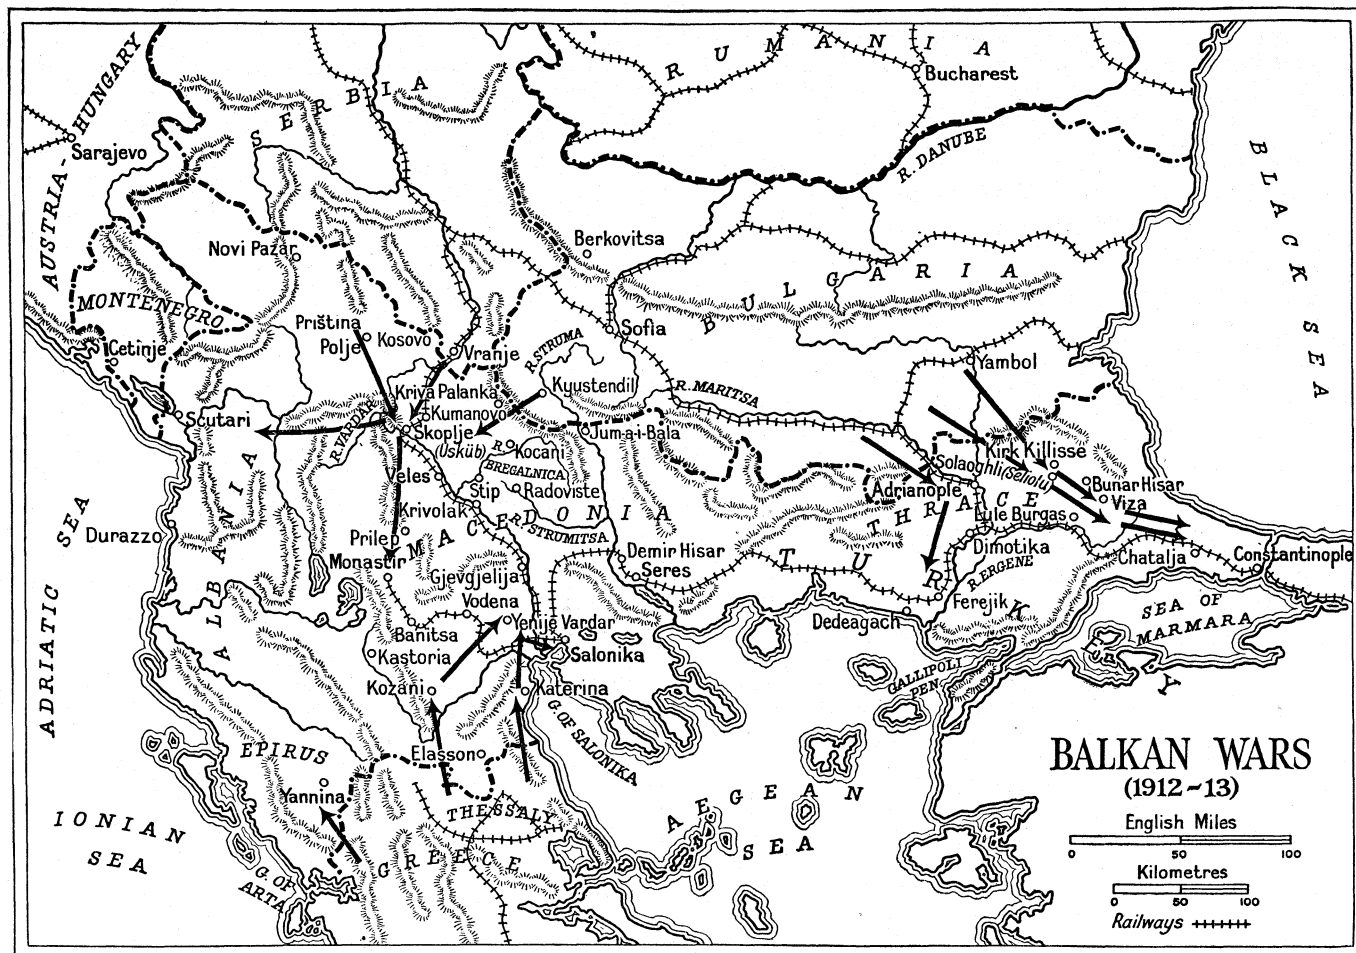 RUMANIA
Bucharest
AUSTRIA-HUNGARY
Sarajevo
SERBIA
R. DANUBE
BLACK SEA
Novi Pazar
Berkovitsa
BULGARIA
MONTENEGRO
Cetinje
Priština
Polje
Kosovo
Vranje
R. STRUMA
Sofia
Yambol
Kriva Palanka
Kyustendil
R. MARITSA
Scutari
R. VARDAR
Kumanovo
Skoplje
(Üsküb)
Jum-a-i-Bala
Kirk Killisse
Kocani
R.
BREGALNICA
Solaoghli (Seliolu)
Veles
Stip
Radoviste
Adrianople
Bunar Hisar
Viza
ADRIATIC SEA
Durazzo
ALBANIA
Krivolak
Prilep
MACEDONIA
R. STRUMITSA
THRACE
Lule Burgas
Monastir
Gjevgjelija
Demir Hisar
Seres
TURKEY
Dimotika
Chatalja
Constantinople
R. ERGENE
Vodena
Banitsa
Yenije Vardar
Dedeagach
Ferejik
SEA OF
MARMARA
Kastoria
Salonika
Kozani
Katerina
GALLIPOLI
PEN.
G. OF SALONIKA
EPIRUS
Elasson
Yannina
THESSALY
AEGEAN
SEA
IONIAN
SEA
GREECE
G. OF
ARTA
BALKAN WARS
(1912~13)
English Miles
0 50 100
Kilometres
0 50 100
Railways